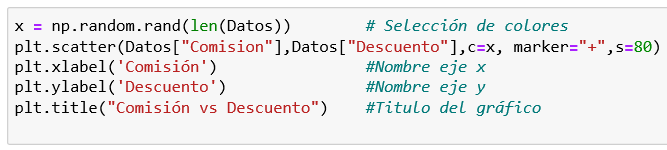 x = np.random.rand(len(Datos))        # Selección de colores
plt.scatter(Datos["Comision"],Datos["Descuento"],c=x, marker="+",s=80)
plt.xlabel('Comisión')                #Nombre eje x
plt.ylabel('Descuento')               #Nombre eje y
plt.title("Comisión vs Descuento")    #Titulo del gráfico